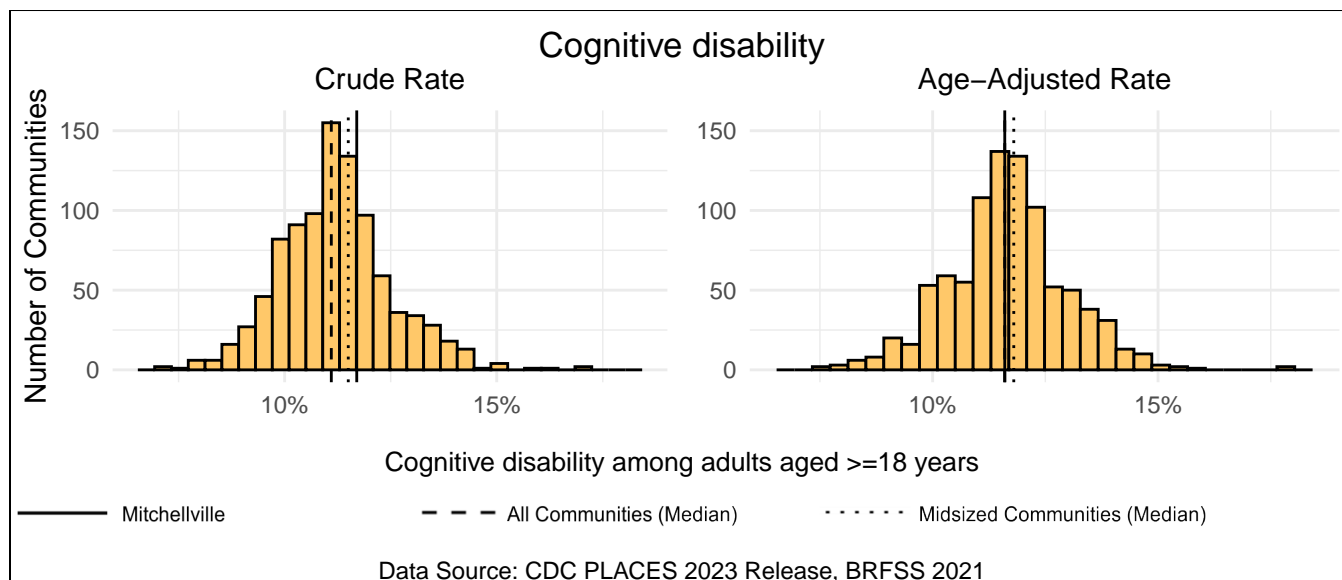 Cognitive disability
Crude Rate
Age−Adjusted Rate
Number of Communities
150
100
50
0
10%
15%
150
100
50
0
10%
15%
Cognitive disability among adults aged >=18 years
Mitchellville
All Communities (Median)
Midsized Communities (Median)
Data Source: CDC PLACES 2023 Release, BRFSS 2021